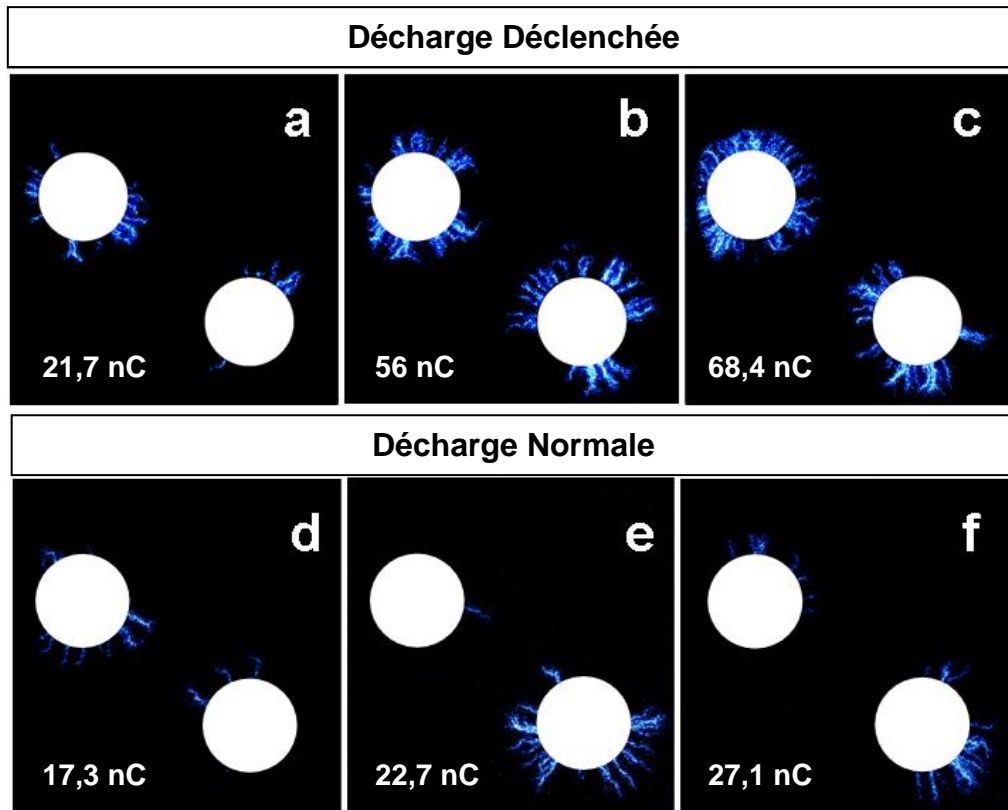 Décharge Déclenchée
a
b
c
21,7 nC
56 nC
68,4 nC
Décharge Normale
d
e
f
17,3 nC
22,7 nC
27,1 nC